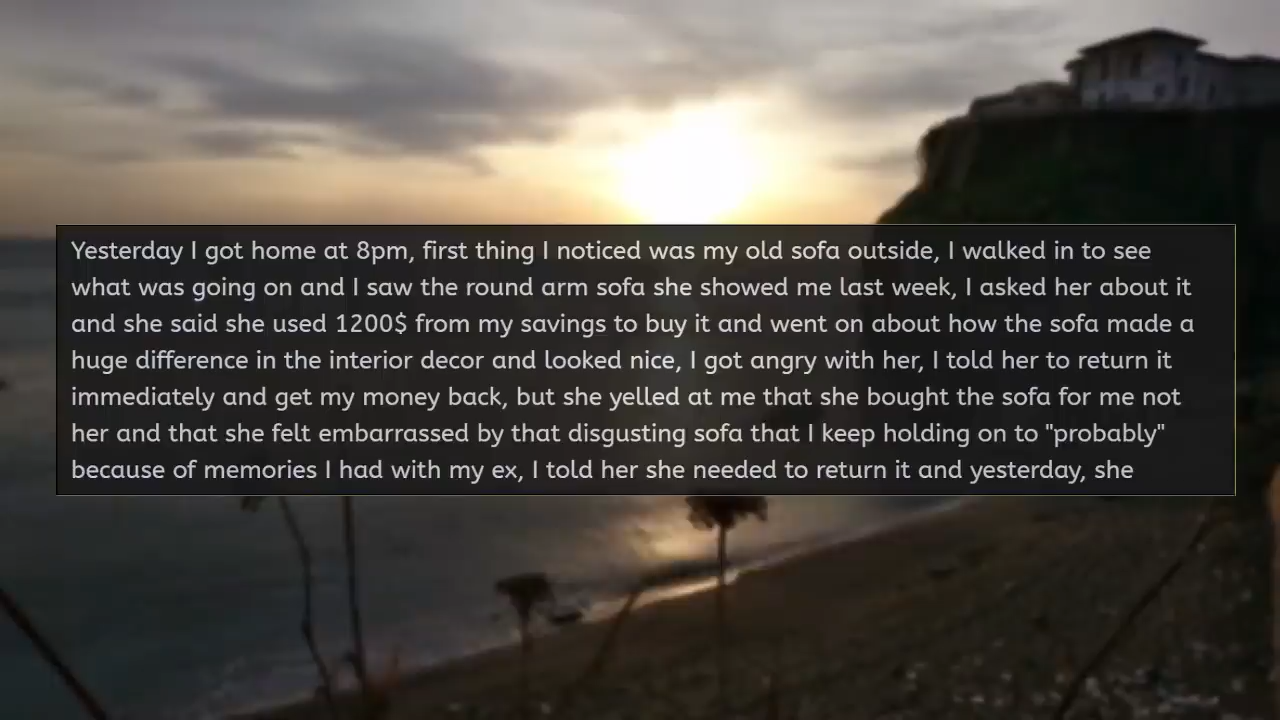 Yesterday I got home at 8pm, first thing I noticed was my old sofa outside, I walked in to see
what was going on and I saw the round arm sofa she showed me last week, I asked her about it
and she said she used 1200$ from my savings to buy it and went on about how the sofa made a
huge difference in the interior decor and looked nice, I got angry with her, I told her to return it
immediately and get my money back, but she yelled at me that she bought the sofa for me not
her and that she felt embarrassed by that disgusting sofa that I keep holding on to "probably"
because of memories I had with my ex, I told her she needed to return it and yesterday, she